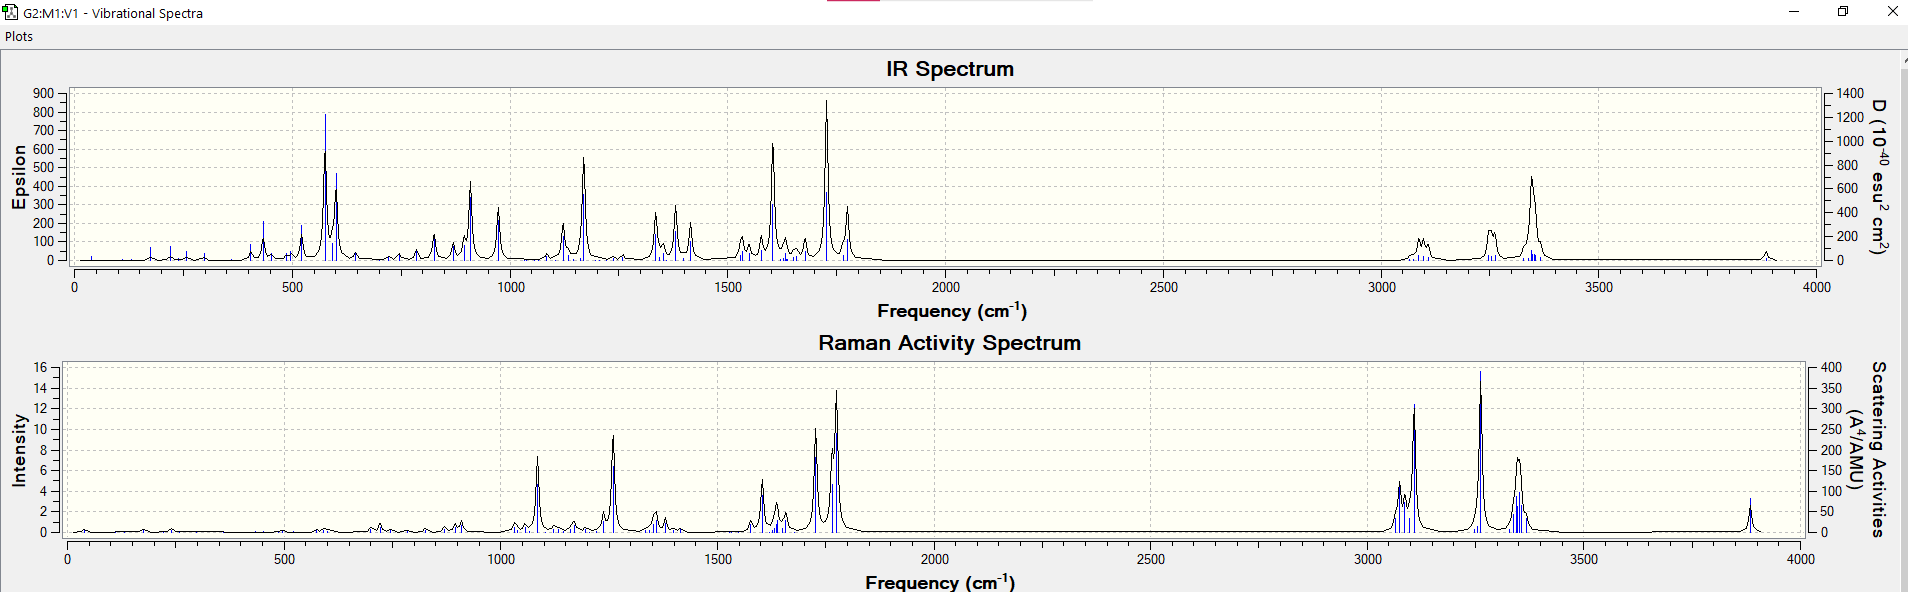 G2:M1:V1 - Vibrational Spectra
Plots
IR Spectrum
Epsilon
900
800
700
600
500
400
300
200
100
0
1400
1200
1000
800
600
400
200
0
D (10⁻⁴⁰ esu² cm²)
0 500 1000 1500 2000 2500 3000 3500 4000
Frequency (cm⁻¹)
Raman Activity Spectrum
Intensity
16
14
12
10
8
6
4
2
0
400
350
300
250
200
150
100
50
0
Scattering Activities
(A⁴/AMU)
0 500 1000 1500 2000 2500 3000 3500 4000
Frequency (cm⁻¹)